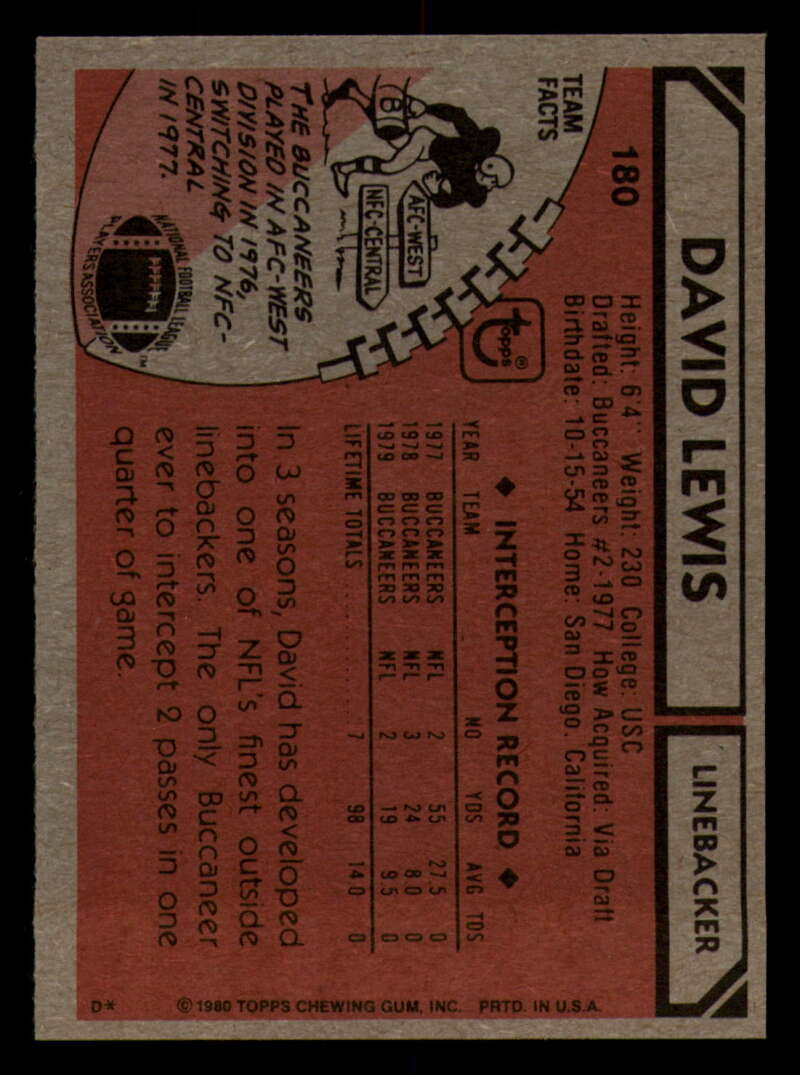 DAVID LEWIS
LINEBACKER
180
Height: 6'4" Weight: 230 College: USC
Drafted: Buccaneers #2-1977 How Acquired: Via Draft
Birthdate: 10-15-54 Home: San Diego, California
TEAM
FACTS
8
AFC-WEST
NFC-CENTRAL
THE BUCCANEERS
PLAYED IN AFC-WEST
DIVISION IN 1976,
SWITCHING TO NFC-
CENTRAL
IN 1977.
NATIONAL FOOTBALL LEAGUE
PLAYERS ASSOCIATION
TM
Topps®
◆ INTERCEPTION RECORD ◆
YEAR TEAM NO YDS AVG TDS
1977 BUCCANEERS NFL 2 55 27.5 0
1978 BUCCANEERS NFL 3 24 8.0 0
1979 BUCCANEERS NFL 2 19 9.5 0
LIFETIME TOTALS 7 98 14.0 0
In 3 seasons, David has developed
into one of NFL's finest outside
linebackers. The only Buccaneer
ever to intercept 2 passes in one
quarter of game.
D* © 1980 TOPPS CHEWING GUM, INC. PRTD. IN U.S.A.